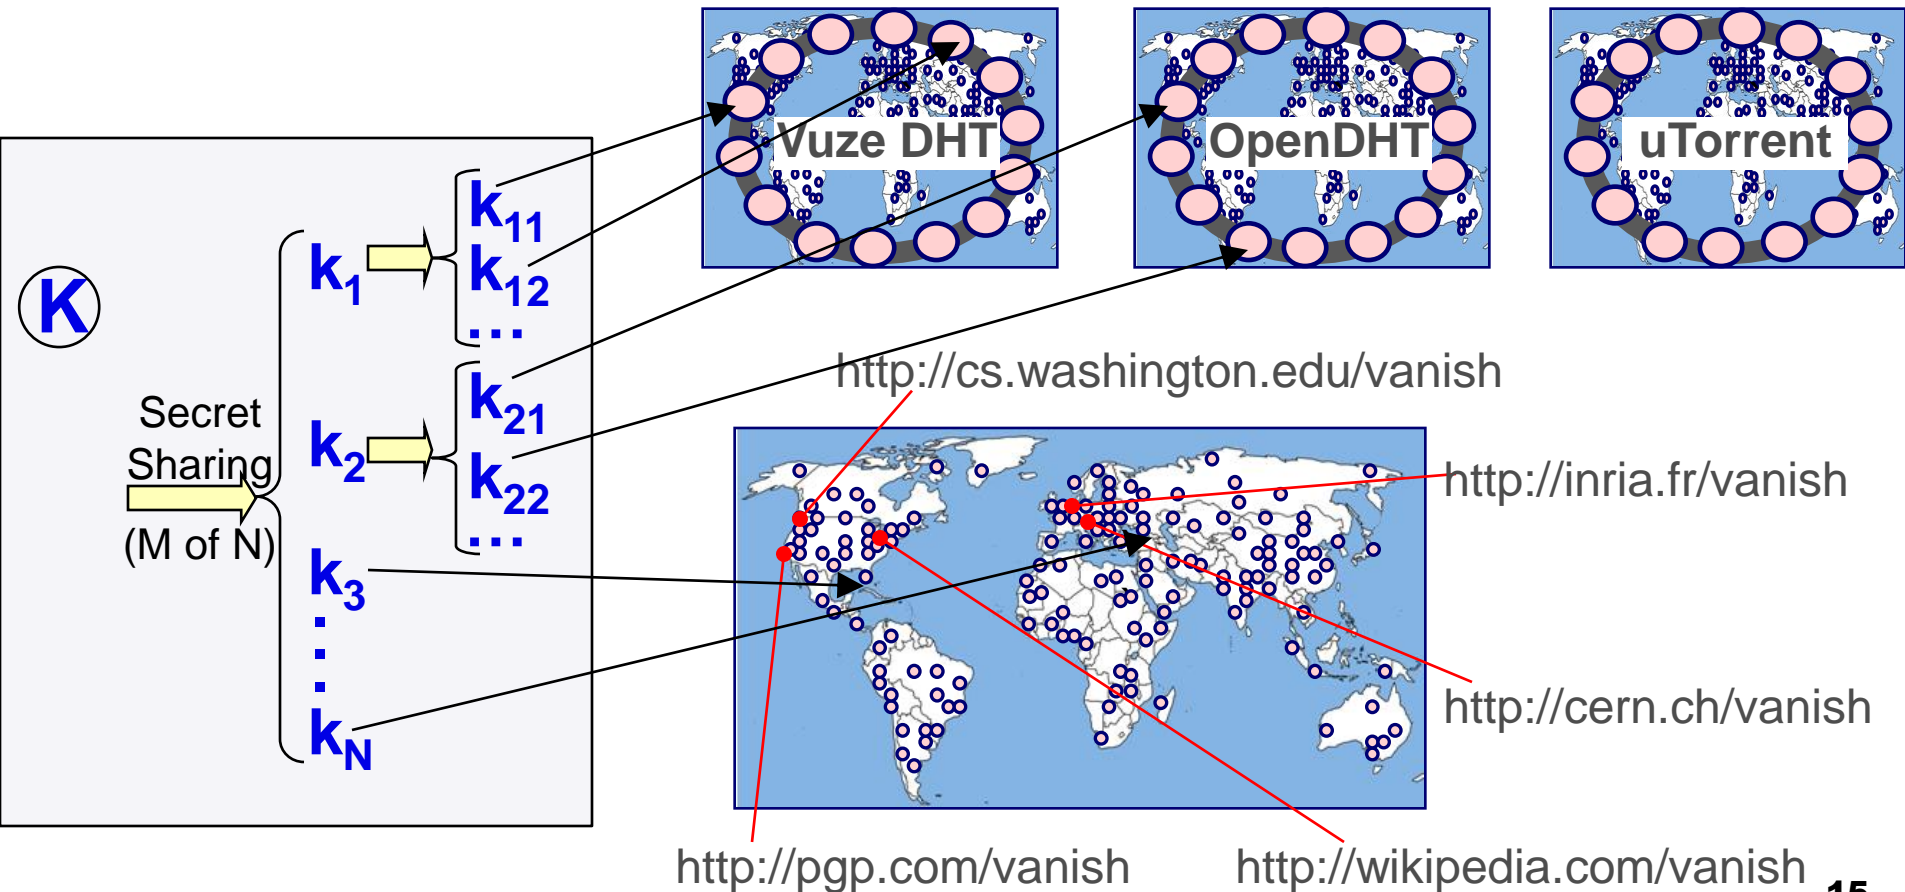 Vuze DHT
OpenDHT
uTorrent
K
Secret
Sharing
(M of N)
k1
k2
k3
kN
k11
k12
...
k21
k22
...
http://cs.washington.edu/vanish
http://inria.fr/vanish
http://cern.ch/vanish
http://pgp.com/vanish
http://wikipedia.com/vanish
15